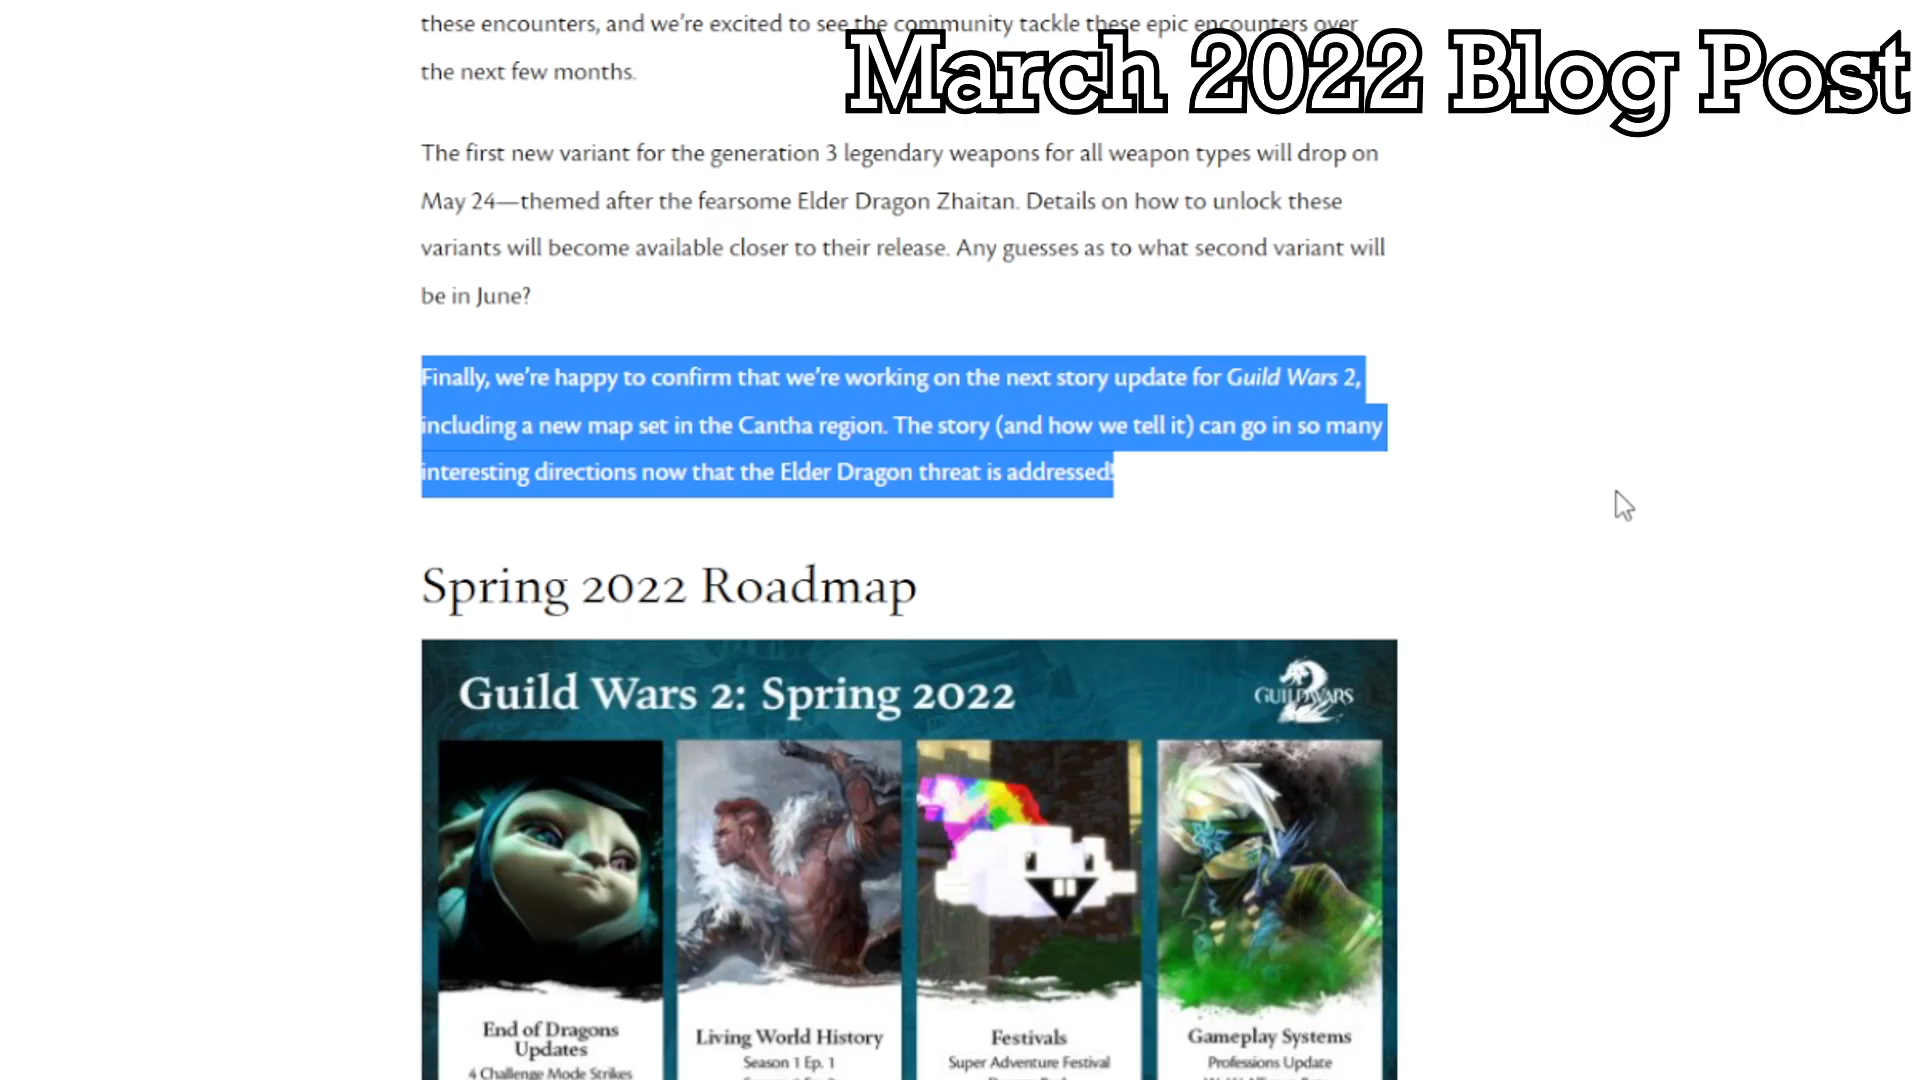 these encounters, and we're excited to see the community tackle these epic encounters over
the next few months.
March 2022 Blog Post
The first new variant for the generation 3 legendary weapons for all weapon types will drop on
May 24—themed after the fearsome Elder Dragon Zhaitan. Details on how to unlock these
variants will become available closer to their release. Any guesses as to what second variant will
be in June?
Finally, we're happy to confirm that we're working on the next story update for Guild Wars 2,
including a new map set in the Cantha region. The story (and how we tell it) can go in so many
interesting directions now that the Elder Dragon threat is addressed!
Spring 2022 Roadmap
Guild Wars 2: Spring 2022
GUILD WARS 2
End of Dragons
Updates
4 Challenge Mode Strikes
Living World History
Season 1 Ep. 1
Festivals
Super Adventure Festival
Gameplay Systems
Professions Update